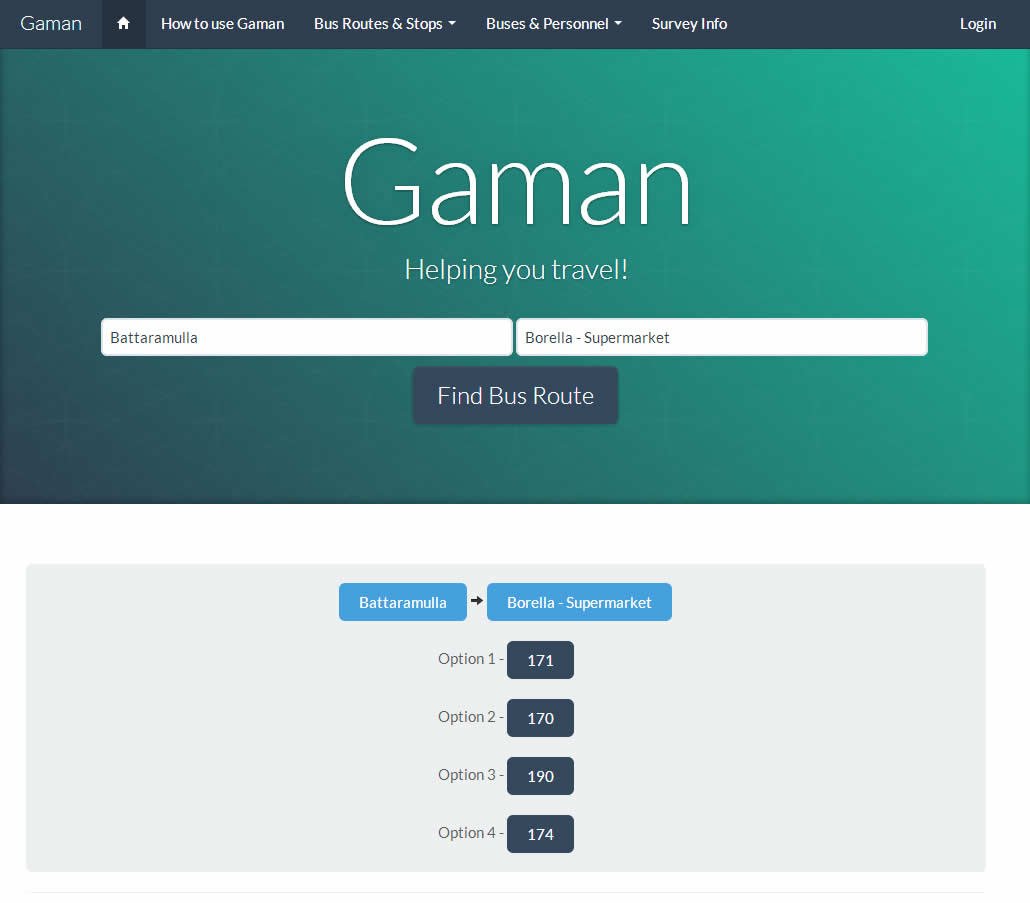 Gaman How to use Gaman Bus Routes & Stops Buses & Personnel Survey Info Login
Gaman
Helping you travel!
Battaramulla Borella - Supermarket
Find Bus Route
Battaramulla Borella - Supermarket
Option 1 - 171
Option 2 - 170
Option 3 - 190
Option 4 - 174